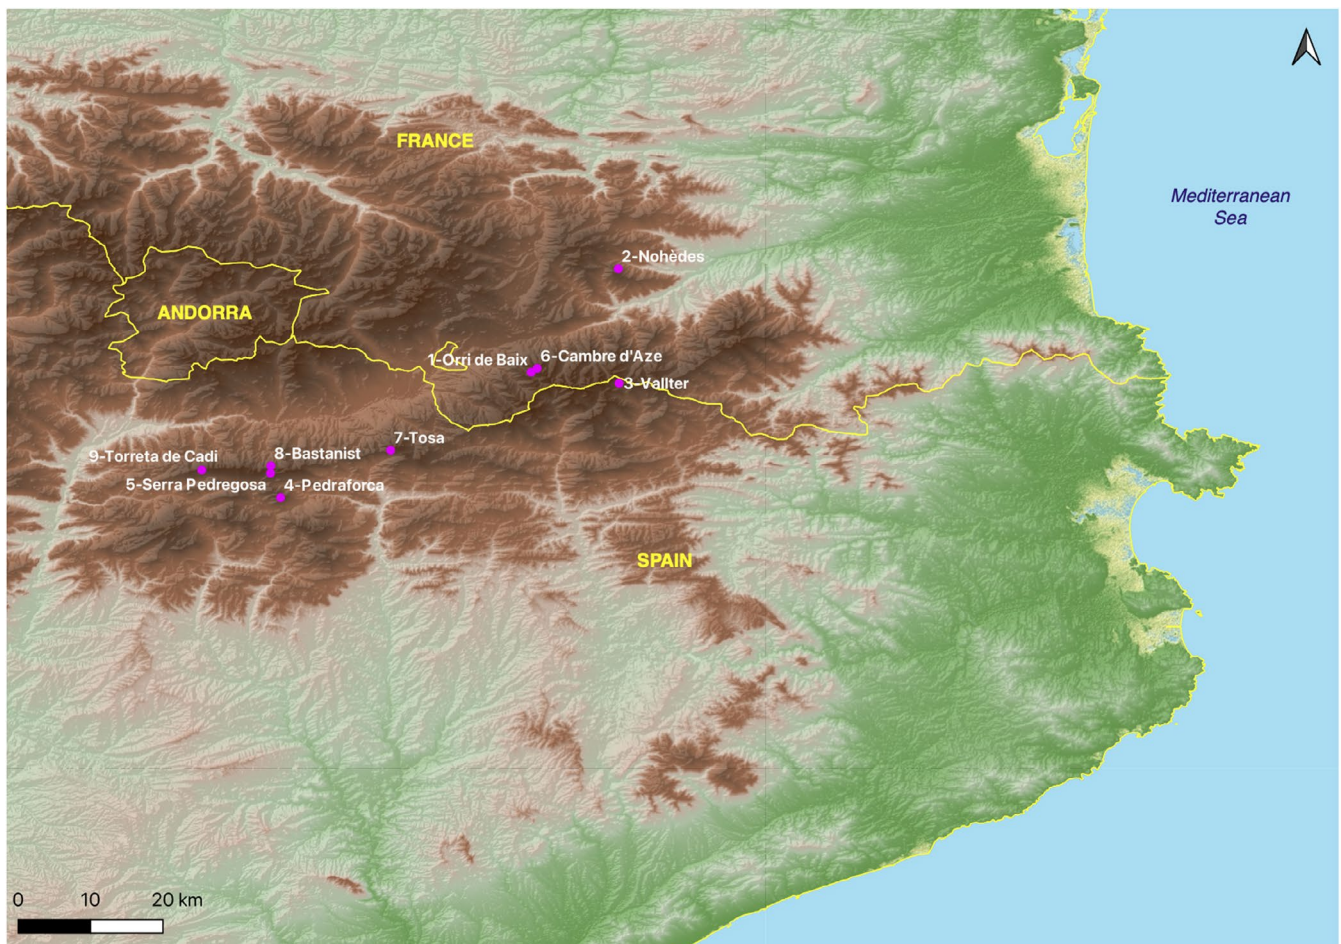 FRANCE
Mediterranean
Sea
2-Nohèdes
ANDORRA
1-Orri de Baix
6-Cambre d'Aze
3-Vallter
7-Tosa
9-Torreta de Cadi
8-Bastanist
5-Serra Pedregosa
4-Pedraforca
SPAIN
0 10 20 km